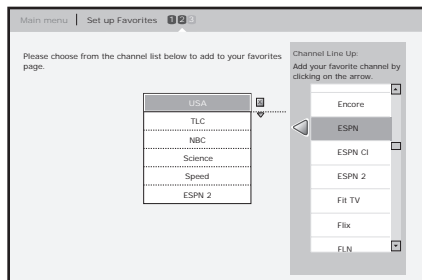 Main menu | Set up Favorites 1 2 3
Please choose from the channel list below to add to your favorites
page.
USA
TLC
NBC
Science
Speed
ESPN 2
Channel Line Up:
Add your favorite channel by
clicking on the arrow.
Encore
ESPN
ESPN Cl
ESPN 2
Fit TV
Flix
FLN